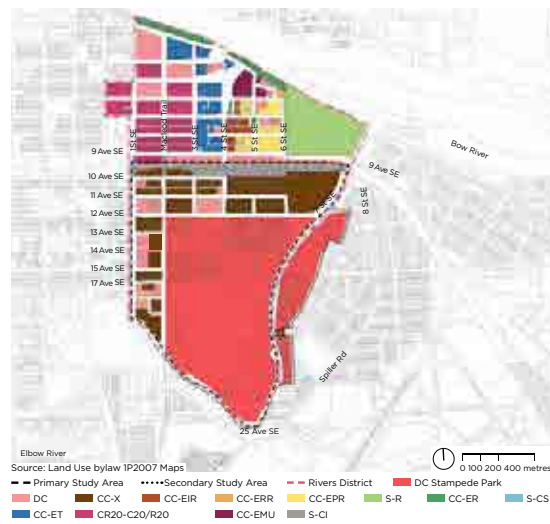 1 St SE
Macleod Trail
3 St SE
4 St SE
5 St SE
6 St SE
9 Ave SE
Bow River
9 Ave SE
10 Ave SE
11 Ave SE
8 St SE
12 Ave SE
13 Ave SE
14 Ave SE
15 Ave SE
17 Ave SE
Spiller Rd
25 Ave SE
Elbow River
Source: Land Use bylaw 1P2007 Maps
0 100 200 400 metres
Primary Study Area Secondary Study Area Rivers District DC Stampede Park
DC CC-X CC-EIR CC-ERR CC-EPR S-R CC-ER S-CS
CC-ET CR20-C20/R20 CC-EMU S-CI